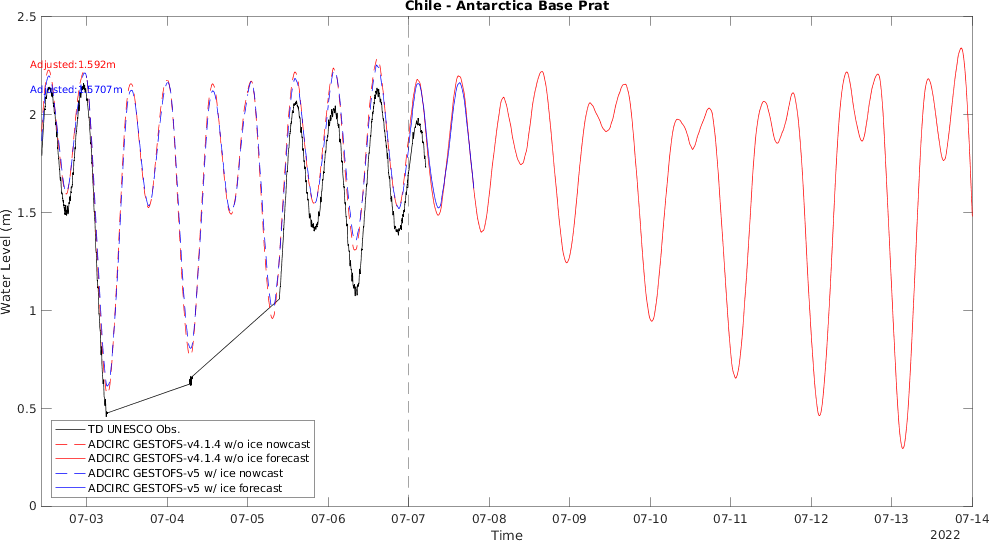 Chile - Antarctica Base Prat
2.5
Adjusted:1.592m
Adjusted:1.5707m
2
1.5
1
0.5
0
Water Level (m)
TD UNESCO Obs.
ADCIRC GESTOFS-v4.1.4 w/o ice nowcast
ADCIRC GESTOFS-v4.1.4 w/o ice forecast
ADCIRC GESTOFS-v5 w/ ice nowcast
ADCIRC GESTOFS-v5 w/ ice forecast
07-03 07-04 07-05 07-06 07-07 07-08 07-09 07-10 07-11 07-12 07-13 07-14
Time
2022